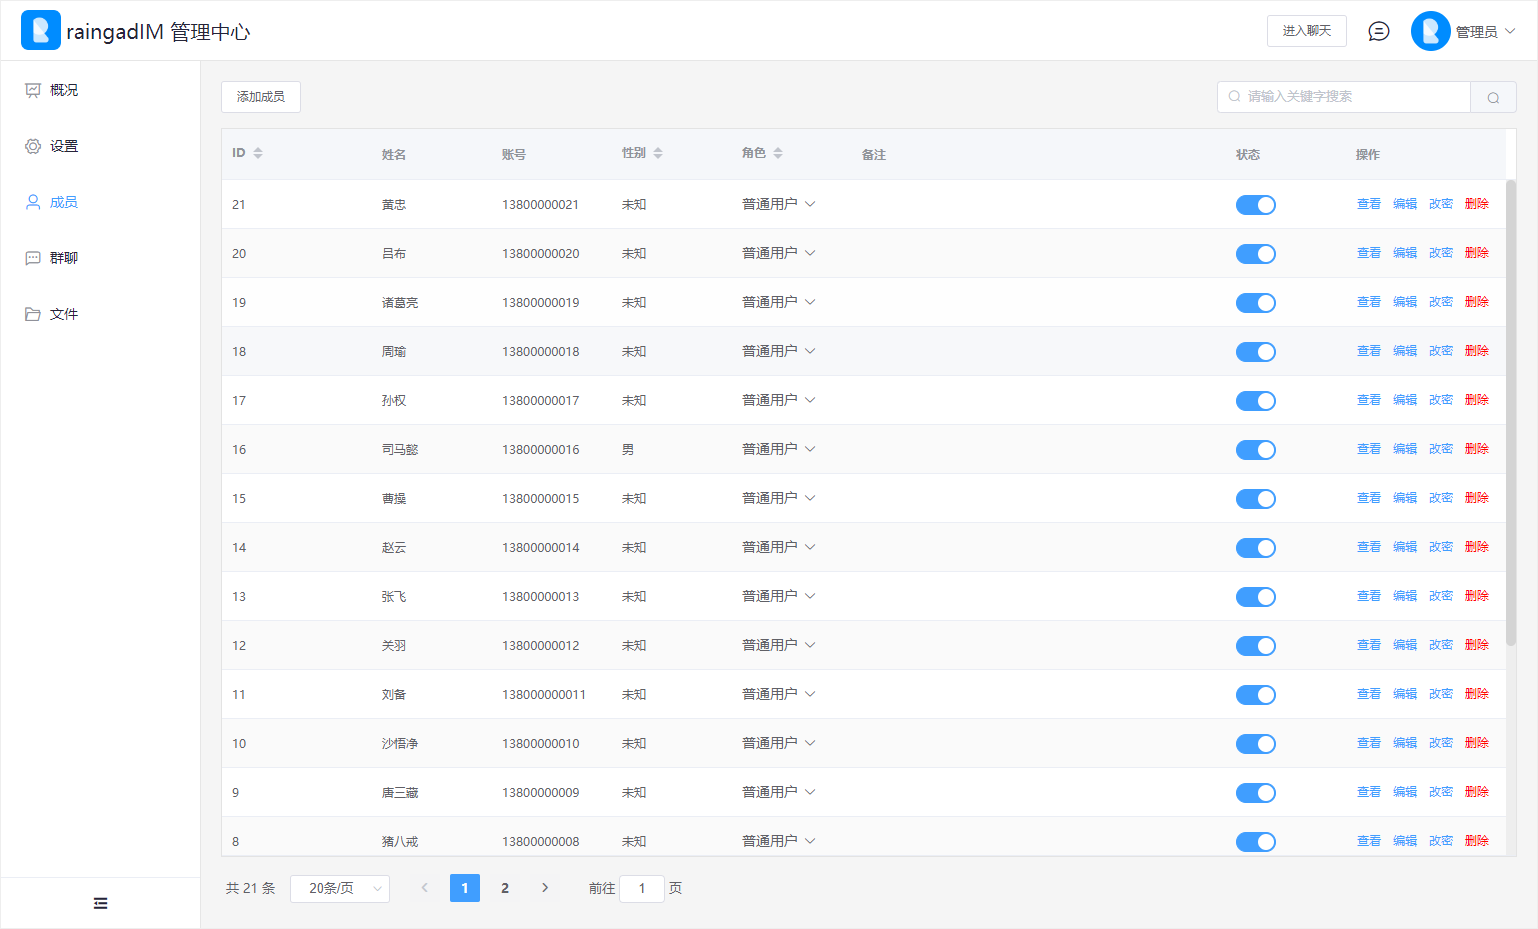 raingadIM 管理中心
进入聊天
管理员
概况
设置
成员
群聊
文件
添加成员
请输入关键字搜索
ID 姓名 账号 性别 角色 备注 状态 操作
21 黄忠 13800000021 未知 普通用户 查看 编辑 改密 删除
20 吕布 13800000020 未知 普通用户 查看 编辑 改密 删除
19 诸葛亮 13800000019 未知 普通用户 查看 编辑 改密 删除
18 周瑜 13800000018 未知 普通用户 查看 编辑 改密 删除
17 孙权 13800000017 未知 普通用户 查看 编辑 改密 删除
16 司马懿 13800000016 男 普通用户 查看 编辑 改密 删除
15 曹操 13800000015 未知 普通用户 查看 编辑 改密 删除
14 赵云 13800000014 未知 普通用户 查看 编辑 改密 删除
13 张飞 13800000013 未知 普通用户 查看 编辑 改密 删除
12 关羽 13800000012 未知 普通用户 查看 编辑 改密 删除
11 刘备 138000000011 未知 普通用户 查看 编辑 改密 删除
10 沙悟净 13800000010 未知 普通用户 查看 编辑 改密 删除
9 唐三藏 13800000009 未知 普通用户 查看 编辑 改密 删除
8 猪八戒 13800000008 未知 普通用户 查看 编辑 改密 删除
共 21 条 20条/页 1 2 前往 1 页